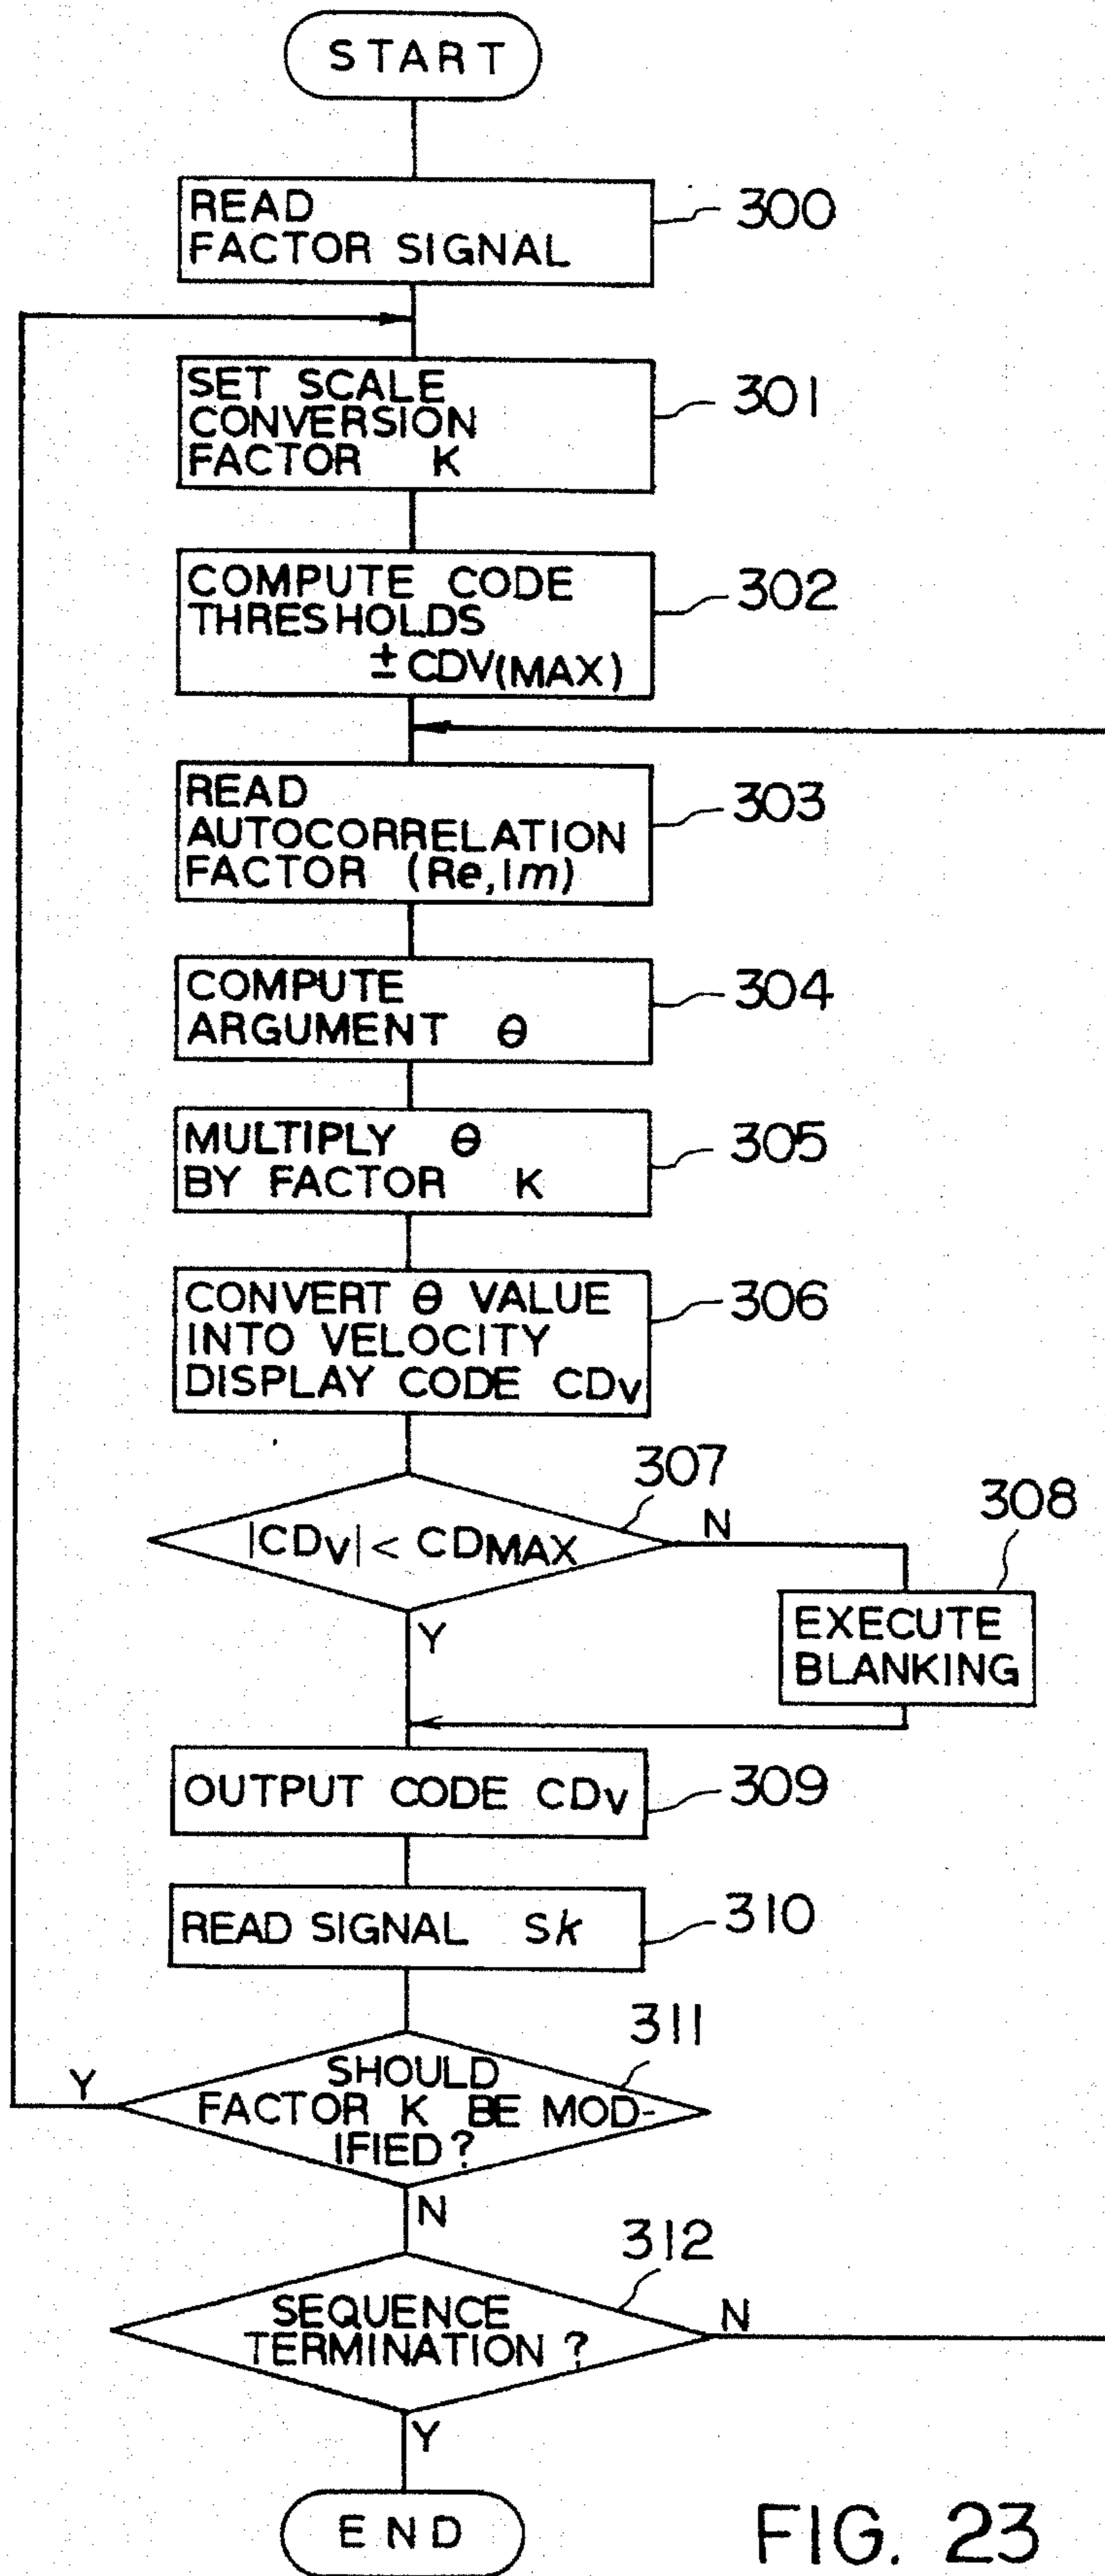 START
READ
FACTOR SIGNAL
300
SET SCALE
CONVERSION
FACTOR K
301
COMPUTE CODE
THRESHOLDS
±CDV(MAX)
302
READ
AUTOCORRELATION
FACTOR (Re, Im)
303
COMPUTE
ARGUMENT θ
304
MULTIPLY θ
BY FACTOR K
305
CONVERT θ VALUE
INTO VELOCITY
DISPLAY CODE CDv
306
307
|CDv| < CDMAX
N
308
EXECUTE
BLANKING
Y
OUTPUT CODE CDv
309
READ SIGNAL Sk
310
311
SHOULD
FACTOR K BE MOD-
IFIED?
Y
N
312
SEQUENCE
TERMINATION ?
N
Y
END
FIG. 23